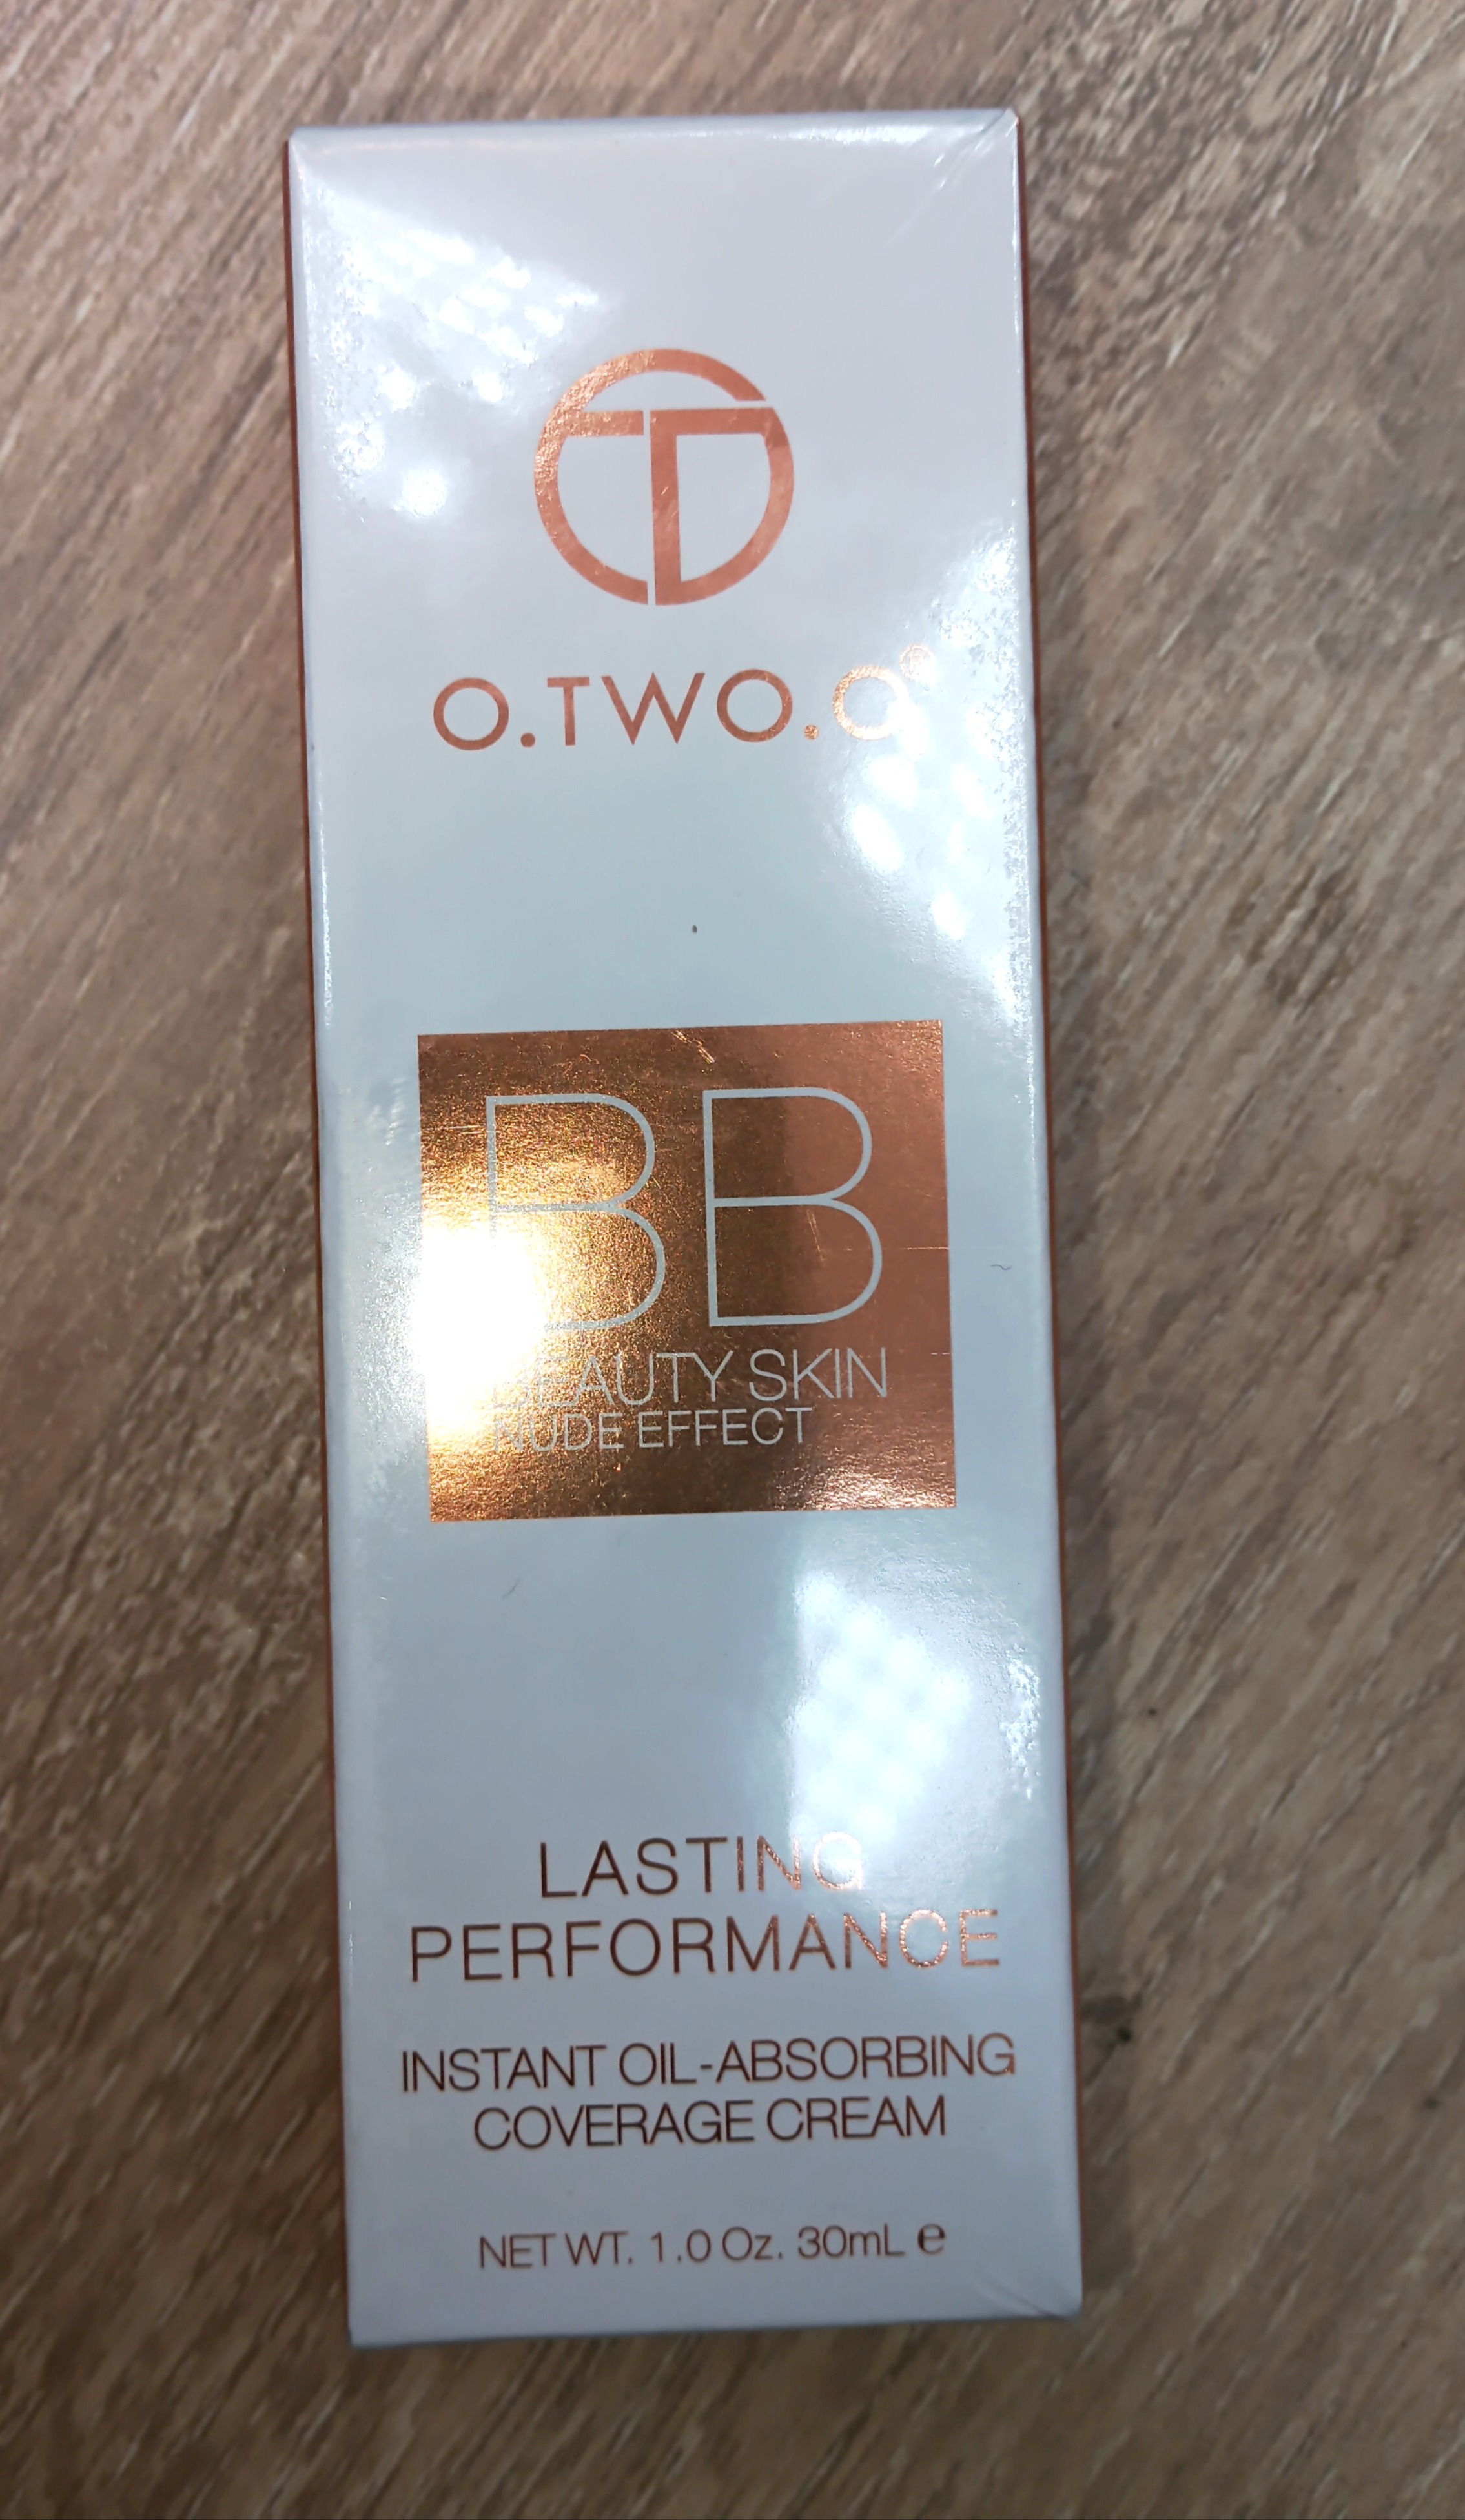 O.TWO.O®
BB
BEAUTY SKIN
NUDE EFFECT
LASTING
PERFORMANCE
INSTANT OIL-ABSORBING
COVERAGE CREAM
NET WT. 1.0 Oz. 30mL e